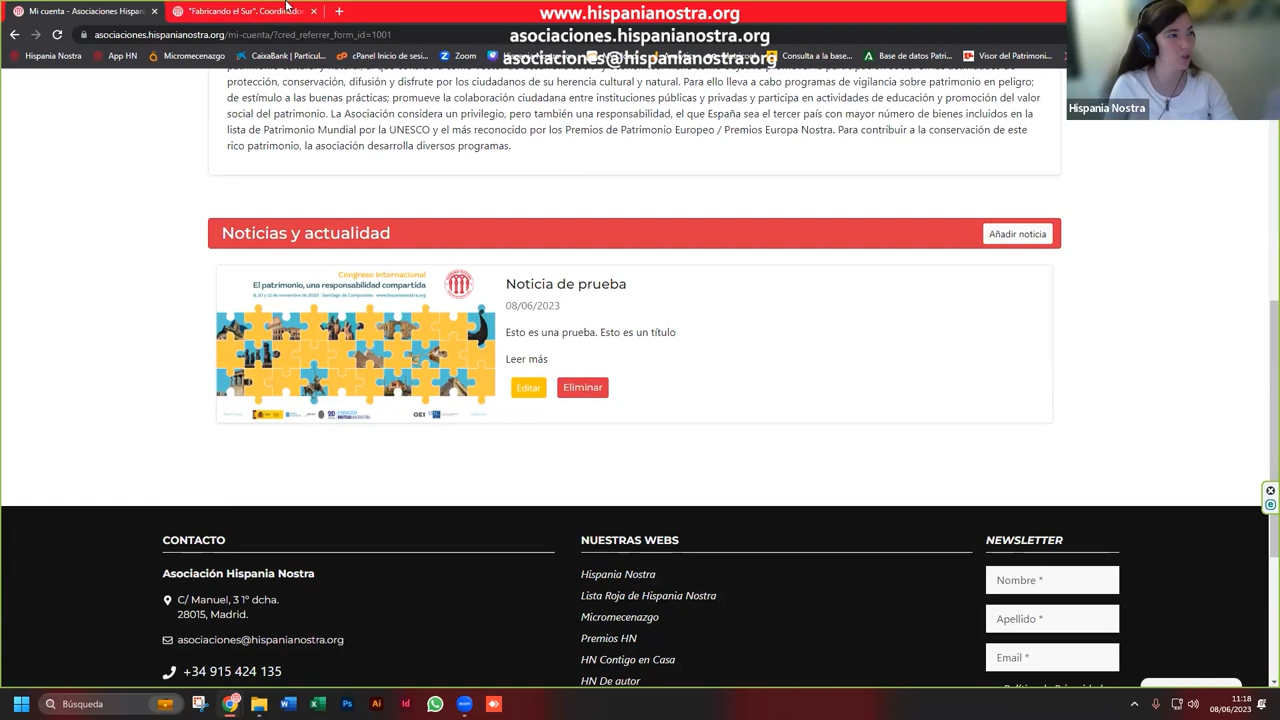 Mi cuenta - Asociaciones Hispani
"Fabricando el Sur". Coordinado
www.hispanianostra.org
asociaciones.hispanianostra.org
asociaciones@hispanianostra.org
asociaciones.hispanianostra.org/mi-cuenta/?cred_referrer_form_id=1001
Hispania Nostra
App HN
Micromecenazgo
CaixaBank | Particul...
cPanel Inicio de sesi...
Zoom
Consulta a la base...
Base de datos Patri...
Visor del Patrimoni...
Hispania Nostra
protección, conservación, difusión y disfrute por los ciudadanos de su herencia cultural y natural. Para ello lleva a cabo programas de vigilancia sobre patrimonio en peligro;
de estímulo a las buenas prácticas; promueve la colaboración ciudadana entre instituciones públicas y privadas y participa en actividades de educación y promoción del valor
social del patrimonio. La Asociación considera un privilegio, pero también una responsabilidad, el que España sea el tercer país con mayor número de bienes incluidos en la
lista de Patrimonio Mundial por la UNESCO y el más reconocido por los Premios de Patrimonio Europeo / Premios Europa Nostra. Para contribuir a la conservación de este
rico patrimonio, la asociación desarrolla diversos programas.
Noticias y actualidad
Añadir noticia
Congreso Internacional
El patrimonio, una responsabilidad compartida
Noticia de prueba
08/06/2023
Esto es una prueba. Esto es un título
Leer más
Editar
Eliminar
CONTACTO
Asociación Hispania Nostra
C/ Manuel, 3 1º dcha.
28015, Madrid.
asociaciones@hispanianostra.org
+34 915 424 135
NUESTRAS WEBS
Hispania Nostra
Lista Roja de Hispania Nostra
Micromecenazgo
Premios HN
HN Contigo en Casa
HN De autor
NEWSLETTER
Nombre *
Apellido *
Email *
Búsqueda
11:18
08/06/2023